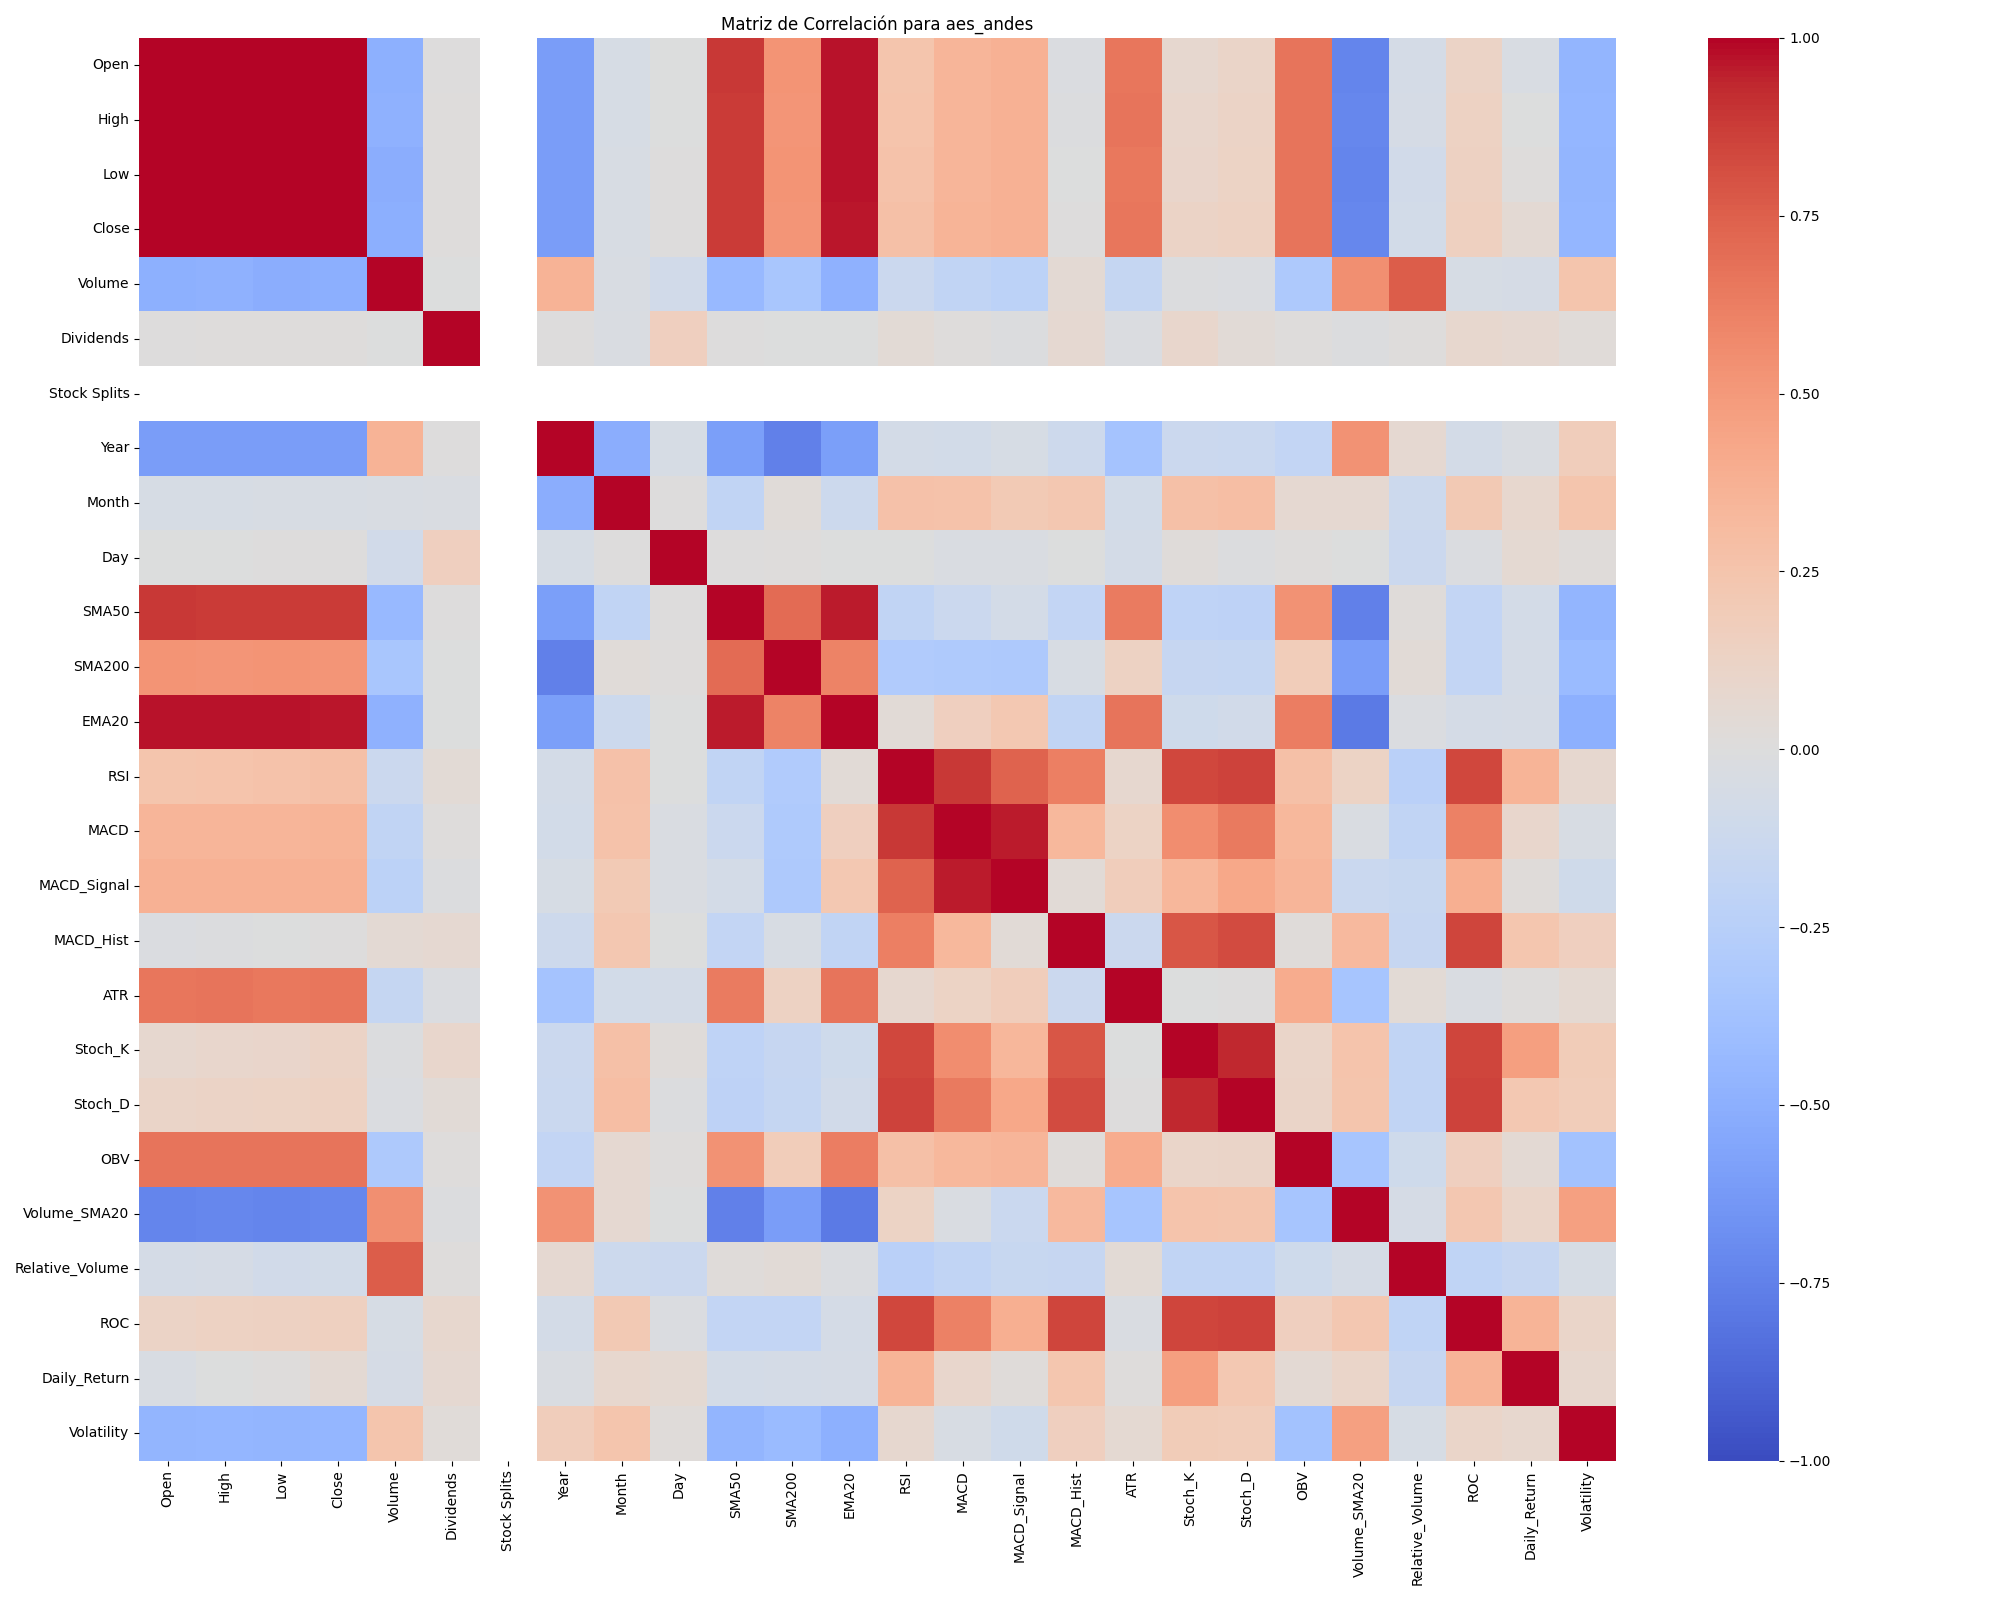 Matriz de Correlación para aes_andes
Open
High
Low
Close
Volume
Dividends
Stock Splits
Year
Month
Day
SMA50
SMA200
EMA20
RSI
MACD
MACD_Signal
MACD_Hist
ATR
Stoch_K
Stoch_D
OBV
Volume_SMA20
Relative_Volume
ROC
Daily_Return
Volatility
Open
High
Low
Close
Volume
Dividends
Stock Splits
Year
Month
Day
SMA50
SMA200
EMA20
RSI
MACD
MACD_Signal
MACD_Hist
ATR
Stoch_K
Stoch_D
OBV
Volume_SMA20
Relative_Volume
ROC
Daily_Return
Volatility
1.00
0.75
0.50
0.25
0.00
−0.25
−0.50
−0.75
−1.00